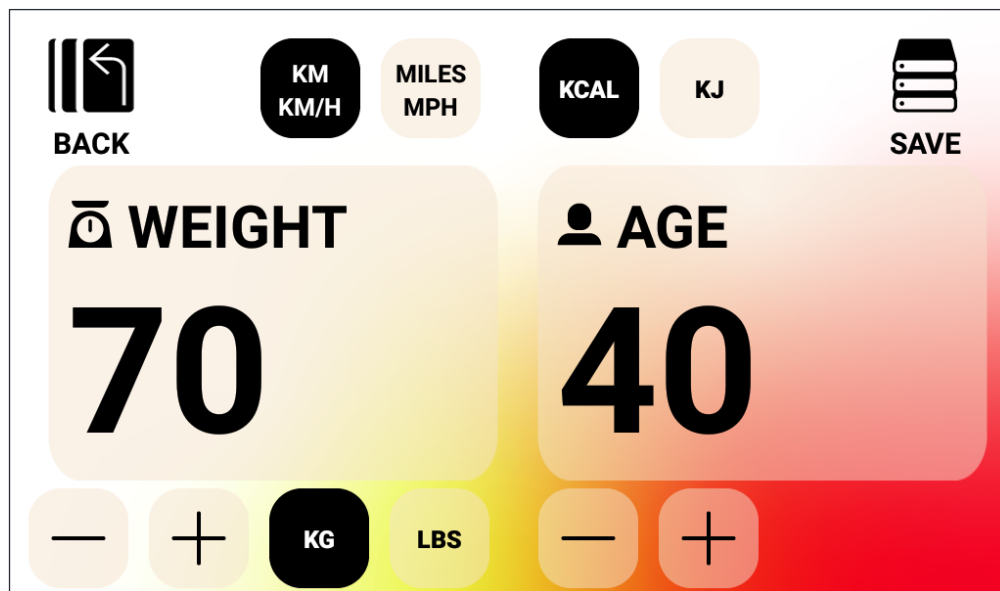 BACK
KM
KM/H
MILES
MPH
KCAL
KJ
SAVE
WEIGHT
70
AGE
40
KG
LBS